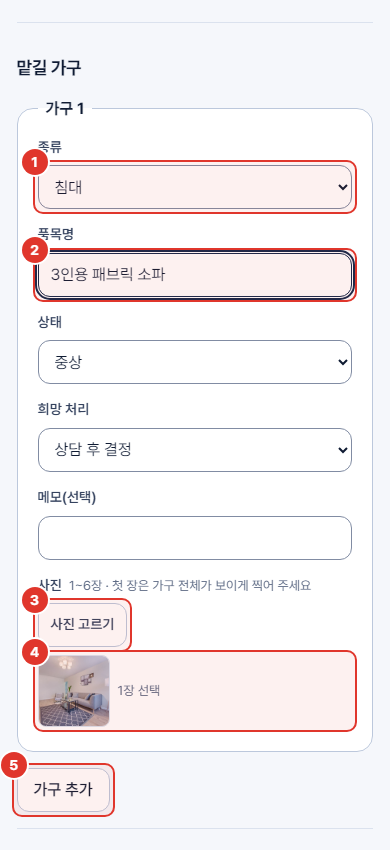 맡길 가구
가구 1
종류
1
침대
품목명
2
3인용 패브릭 소파
상태
중상
희망 처리
상담 후 결정
메모(선택)
사진 1~6장 · 첫 장은 가구 전체가 보이게 찍어 주세요
3
사진 고르기
4
1장 선택
5
가구 추가